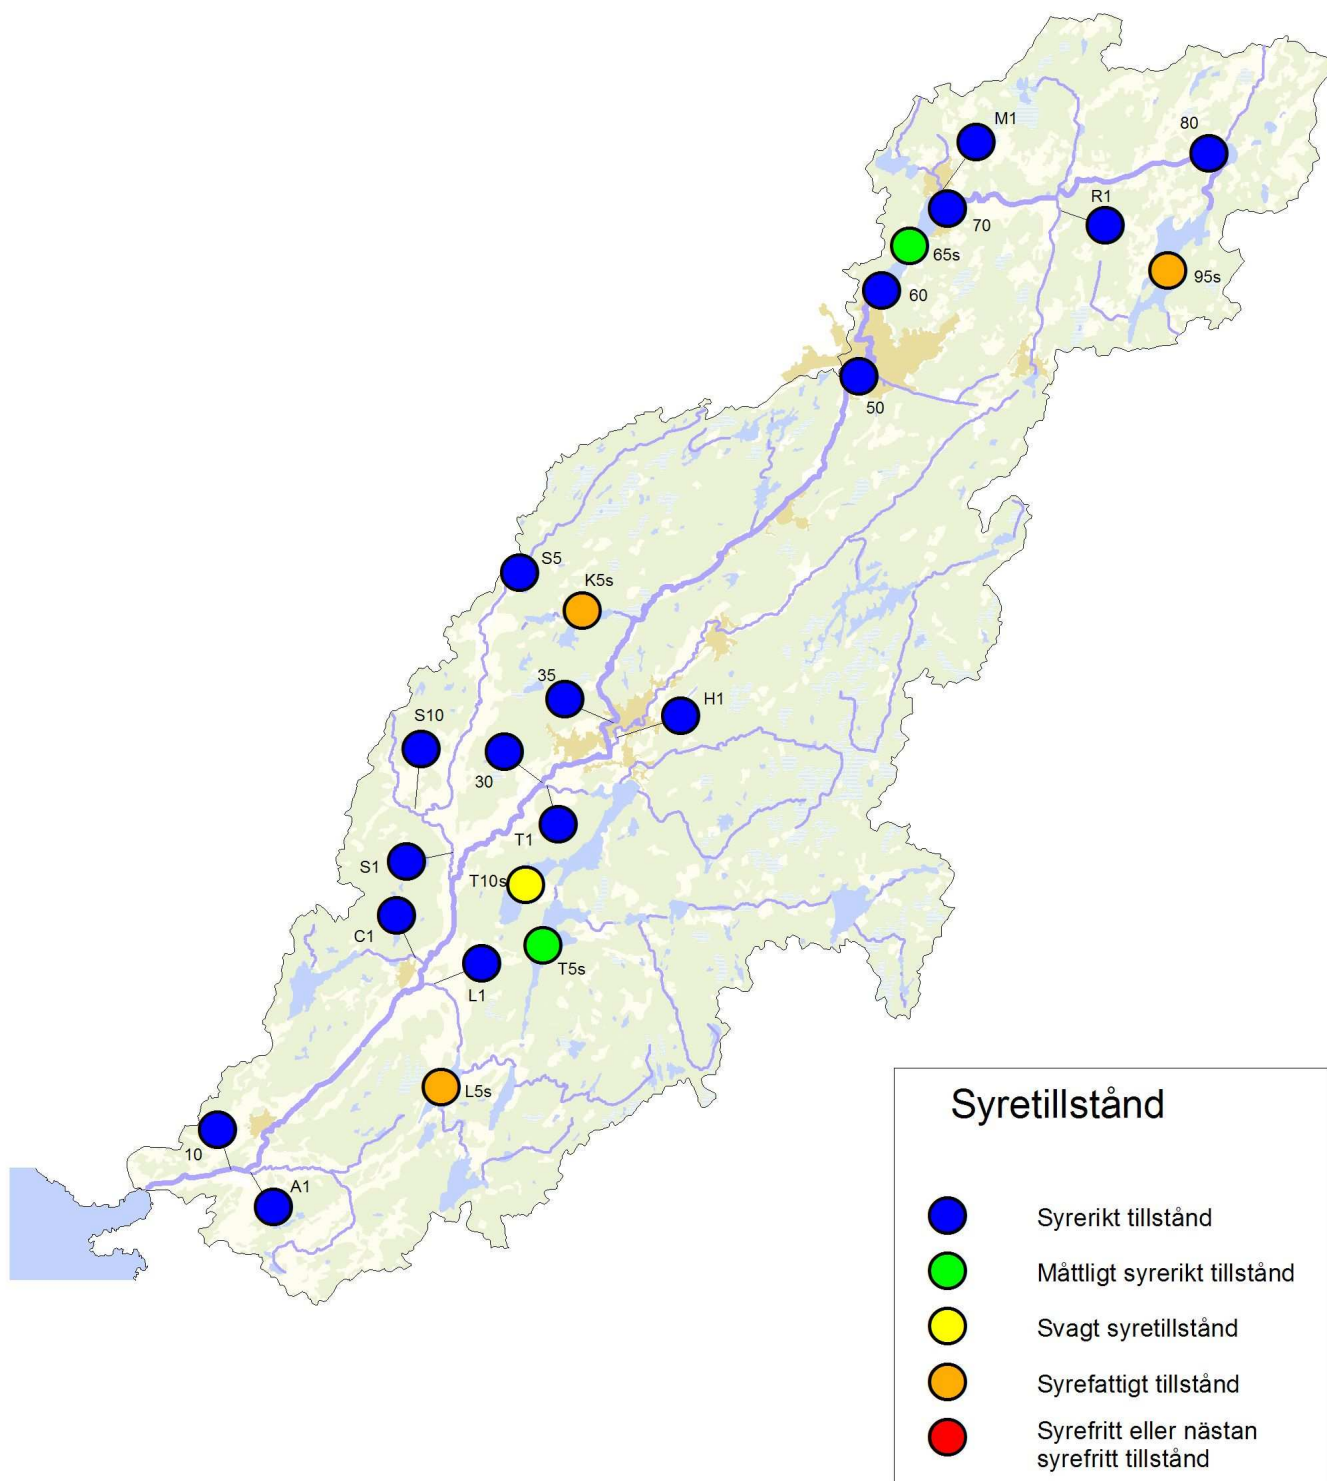 M1
80
R1
70
65s
95s
60
50
S5
K5s
35
H1
S10
30
T1
S1
T10s
C1
T5s
L1
L5s
10
A1
Syretillstånd
Syrerikt tillstånd
Måttligt syrerikt tillstånd
Svagt syretillstånd
Syrefattigt tillstånd
Syrefritt eller nästan
syrefritt tillstånd